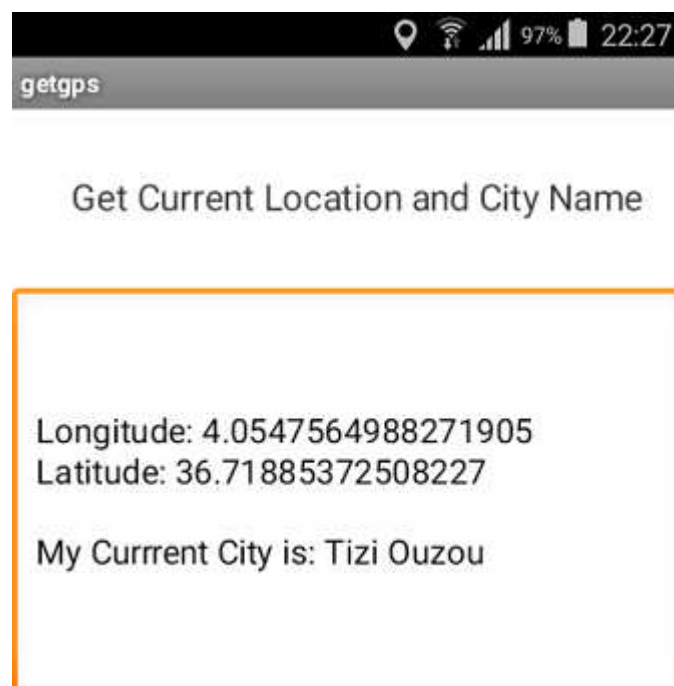 97% 22:27
getgps
Get Current Location and City Name
Longitude: 4.0547564988271905
Latitude: 36.71885372508227
My Currrent City is: Tizi Ouzou